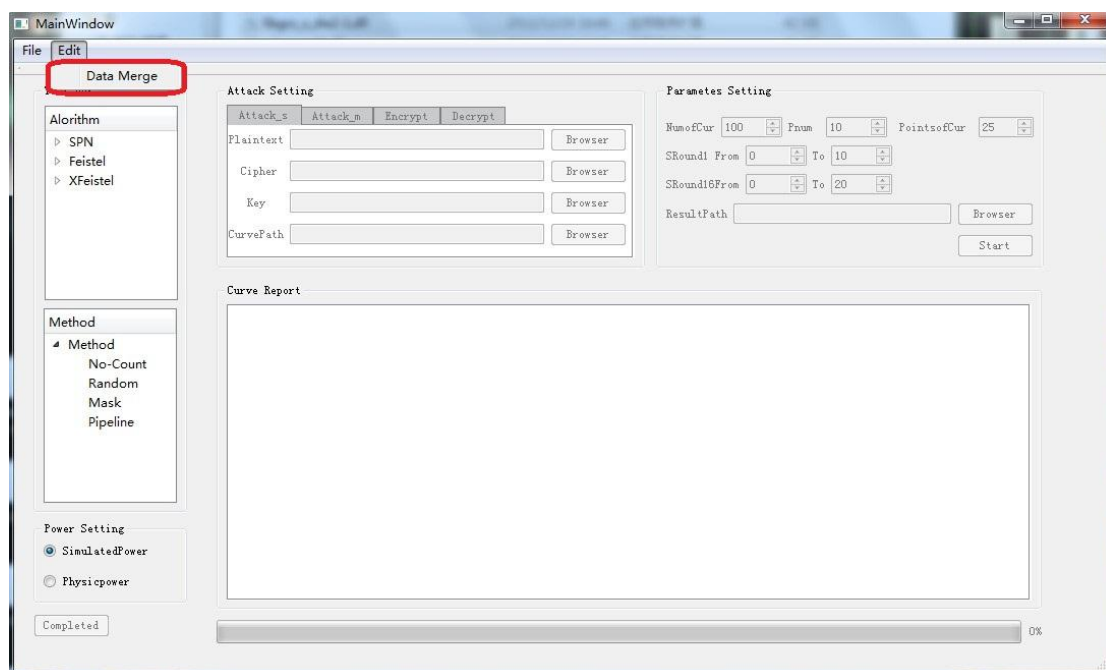 MainWindow
File Edit
Data Merge
Alorithm
SPN
Feistel
XFeistel
Method
Method
No-Count
Random
Mask
Pipeline
Power Setting
SimulatedPower
Physicpower
Completed
Attack Setting
Attack_s Attack_m Encrypt Decrypt
Plaintext Browser
Cipher Browser
Key Browser
CurvePath Browser
Parametes Setting
NumofCur 100 Pnum 10 PointsofCur 25
SRound1 From 0 To 10
SRound16From 0 To 20
ResultPath Browser
Start
Curve Report
0%